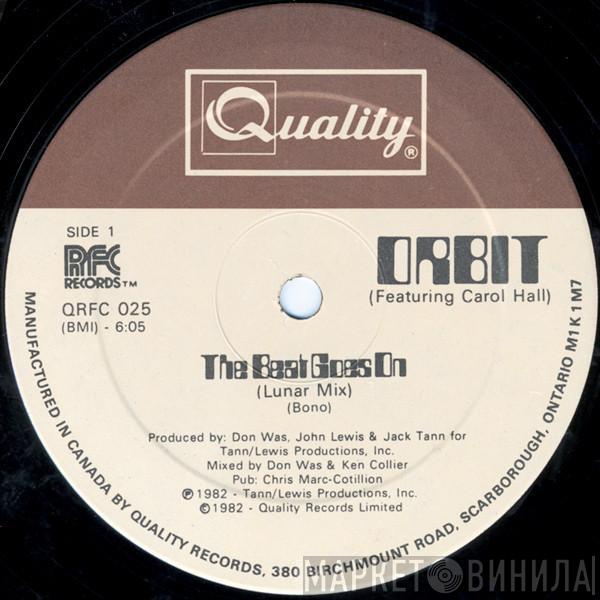 Quality®
SIDE 1
RFC
RECORDS™
QRFC 025
(BMI) - 6:05
ORBIT
(Featuring Carol Hall)
The Beat Goes On
(Lunar Mix)
(Bono)
Produced by: Don Was, John Lewis & Jack Tann for
Tann/Lewis Productions, Inc.
Mixed by Don Was & Ken Collier
Pub: Chris Marc-Cotillion
℗1982 - Tann/Lewis Productions, Inc.
©1982 - Quality Records Limited
MANUFACTURED IN CANADA BY QUALITY RECORDS, 380 BIRCHMOUNT ROAD, SCARBOROUGH, ONTARIO M1K 1M7
МАРКЕТ ВИНИЛА